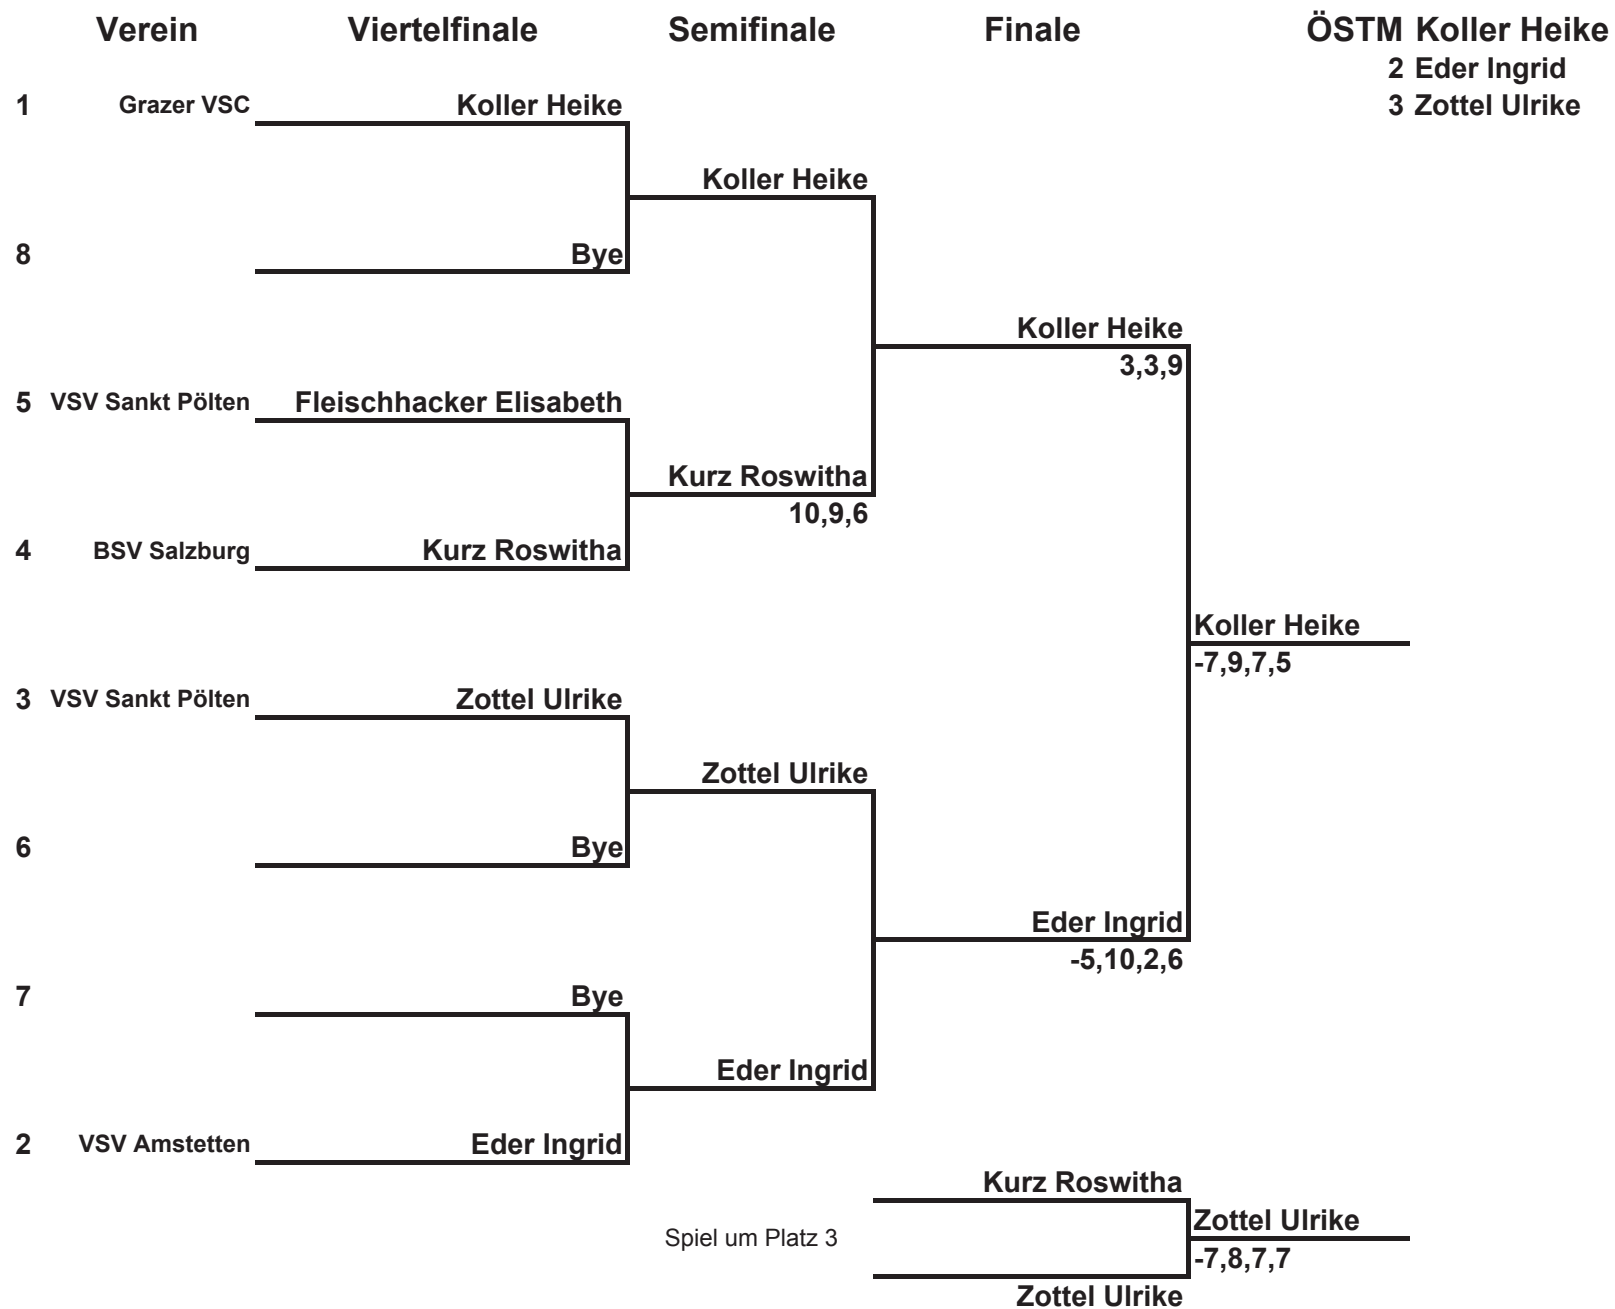 Verein Viertelfinale Semifinale Finale ÖSTM Koller Heike
2 Eder Ingrid
1 Grazer VSC Koller Heike 3 Zottel Ulrike
Koller Heike
8 Bye
Koller Heike
3,3,9
5 VSV Sankt Pölten Fleischhacker Elisabeth
Kurz Roswitha
10,9,6
4 BSV Salzburg Kurz Roswitha
Koller Heike
-7,9,7,5
3 VSV Sankt Pölten Zottel Ulrike
Zottel Ulrike
6 Bye
Eder Ingrid
-5,10,2,6
7 Bye
Eder Ingrid
2 VSV Amstetten Eder Ingrid
Kurz Roswitha
Zottel Ulrike
Spiel um Platz 3
-7,8,7,7
Zottel Ulrike